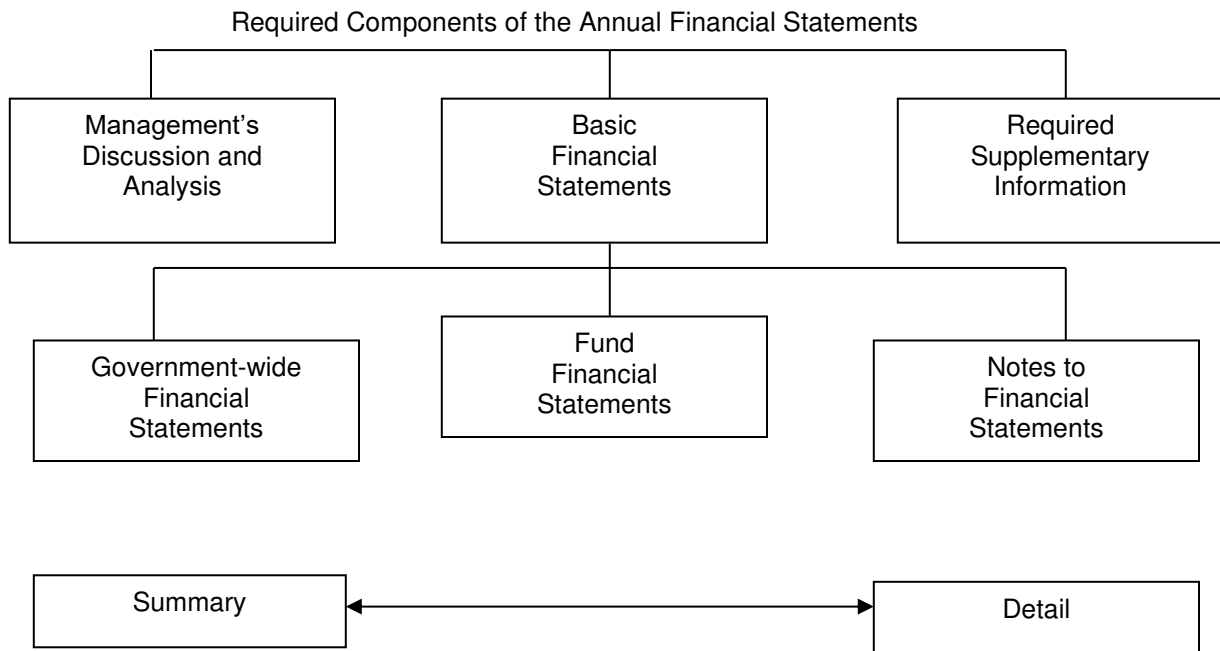 Required Components of the Annual Financial Statements
Management’s
Discussion and
Analysis
Basic
Financial
Statements
Required
Supplementary
Information
Government-wide
Financial
Statements
Fund
Financial
Statements
Notes to
Financial
Statements
Summary
Detail